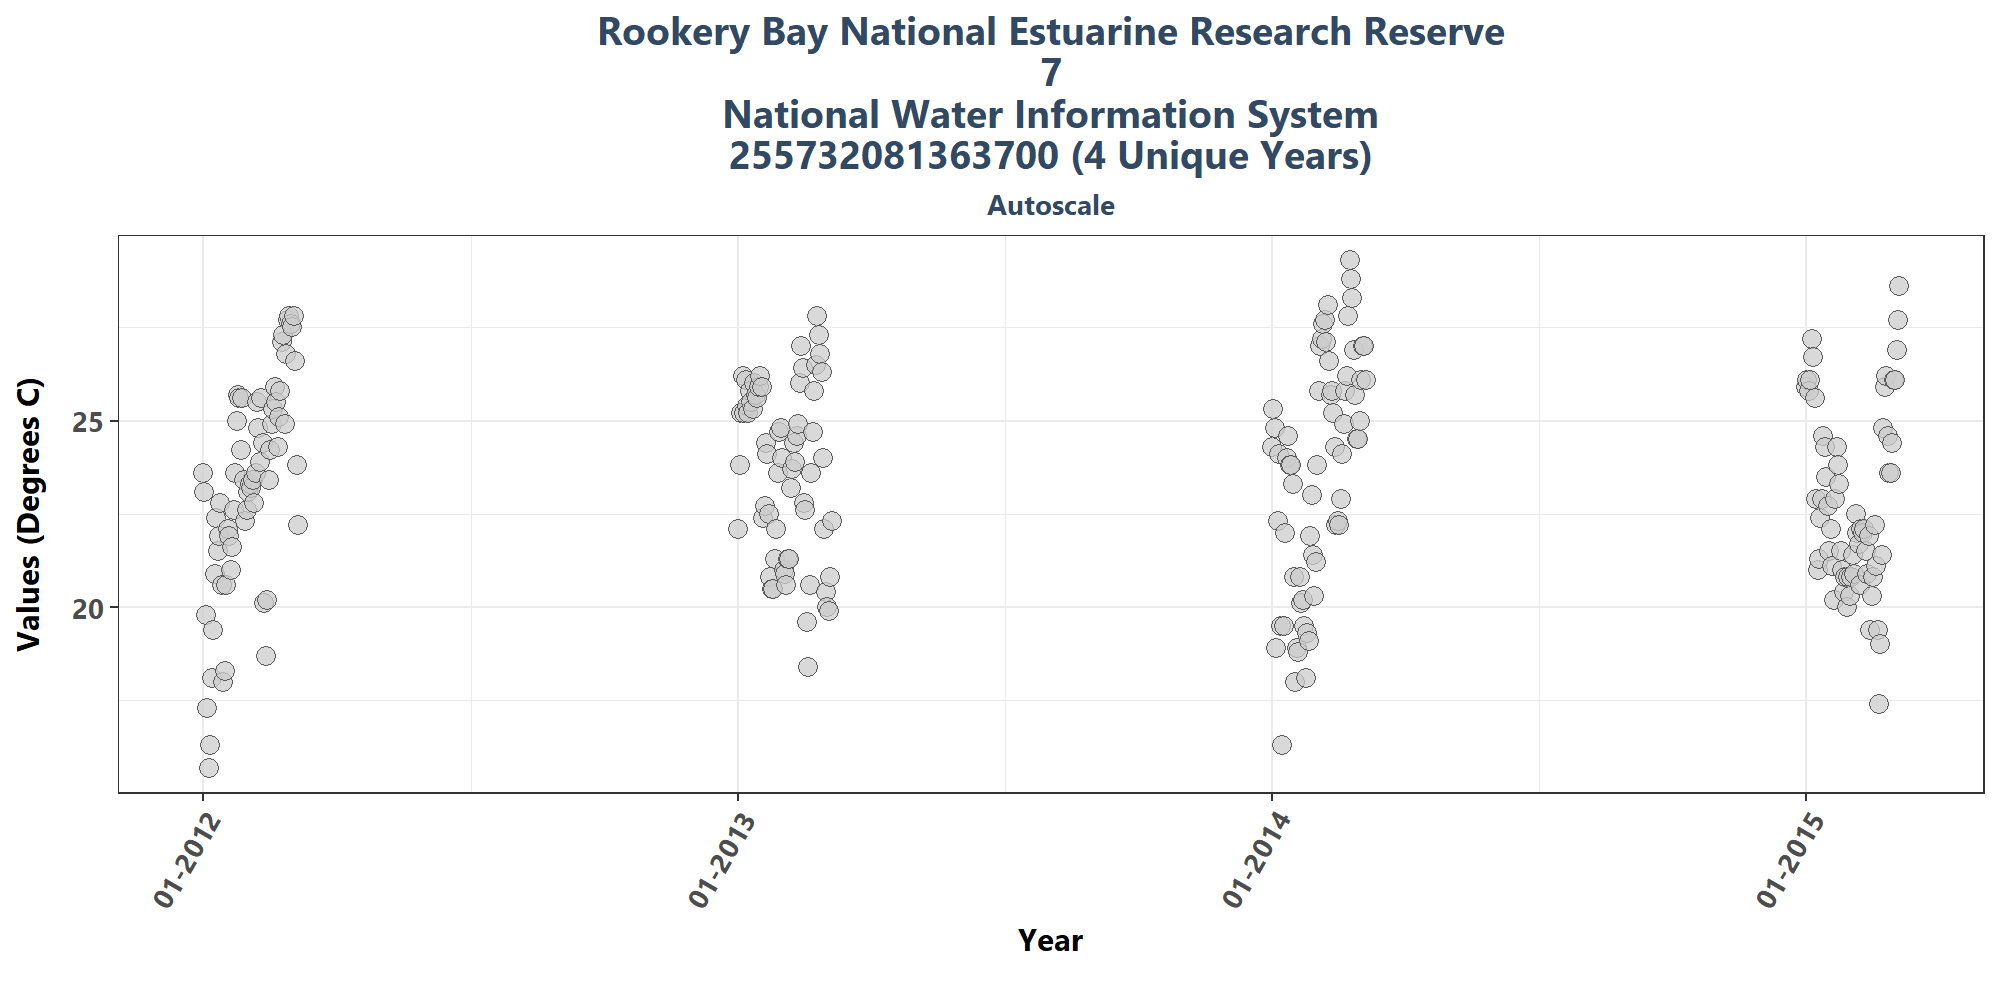 Rookery Bay National Estuarine Research Reserve
7
National Water Information System
255732081363700 (4 Unique Years)
Autoscale
Values (Degrees C)
25
20
01-2012
01-2013
01-2014
01-2015
Year